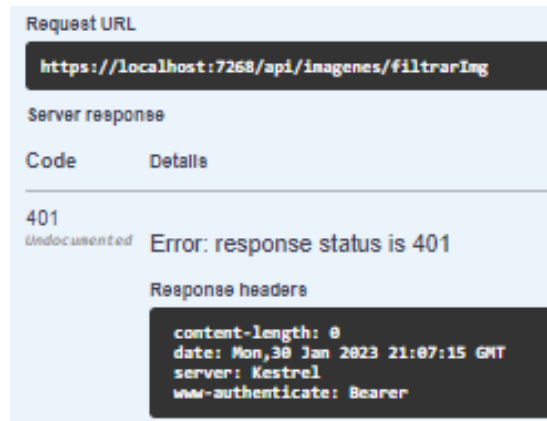 Request URL
https://localhost:7268/api/imagenes/filtrarImg
Server response
Code Details
401
Undocumented Error: response status is 401
Response headers
content-length: 0
date: Mon,30 Jan 2023 21:07:15 GMT
server: Kestrel
www-authenticate: Bearer